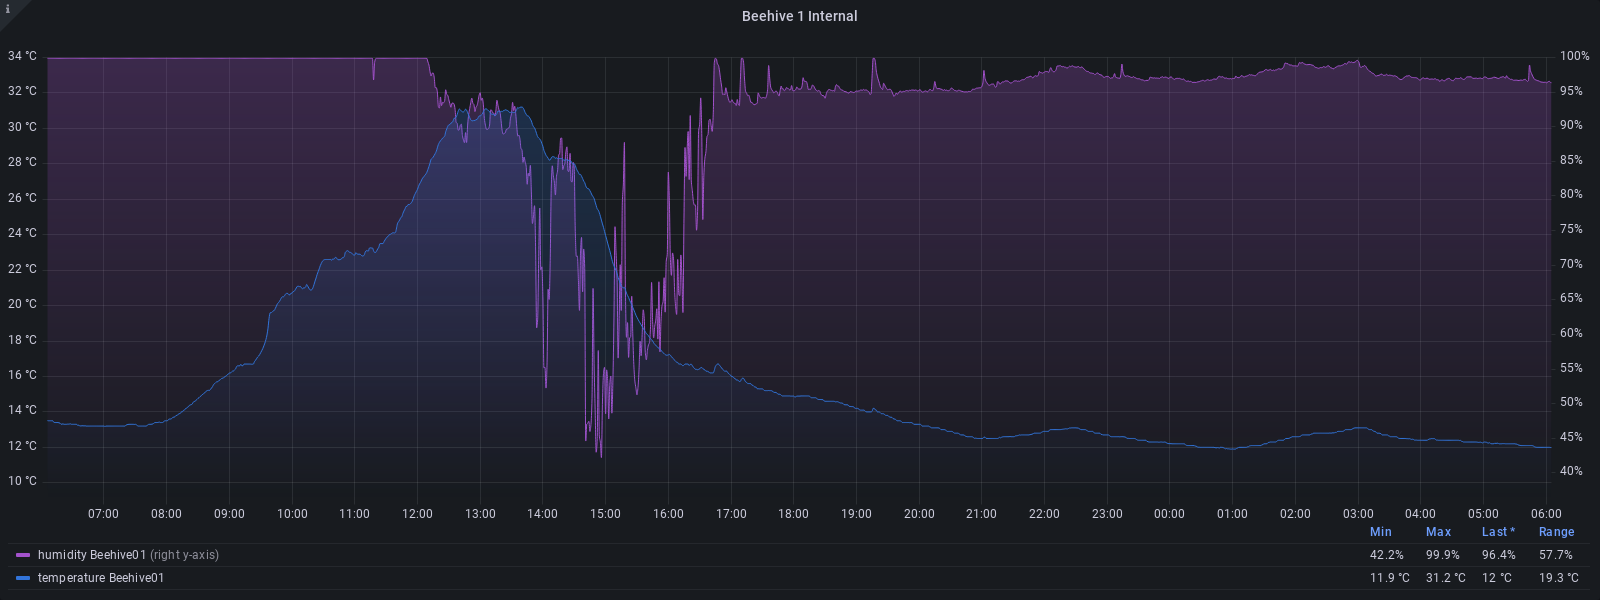 i
Beehive 1 Internal
34 °C 100%
32 °C 95%
30 °C 90%
28 °C 85%
26 °C 80%
24 °C 75%
22 °C 70%
20 °C 65%
18 °C 60%
16 °C 55%
14 °C 50%
12 °C 45%
10 °C 40%
07:00 08:00 09:00 10:00 11:00 12:00 13:00 14:00 15:00 16:00 17:00 18:00 19:00 20:00 21:00 22:00 23:00 00:00 01:00 02:00 03:00 04:00 05:00 06:00
Min Max Last * Range
humidity Beehive01 (right y-axis) 42.2% 99.9% 96.4% 57.7%
temperature Beehive01 11.9 °C 31.2 °C 12 °C 19.3 °C